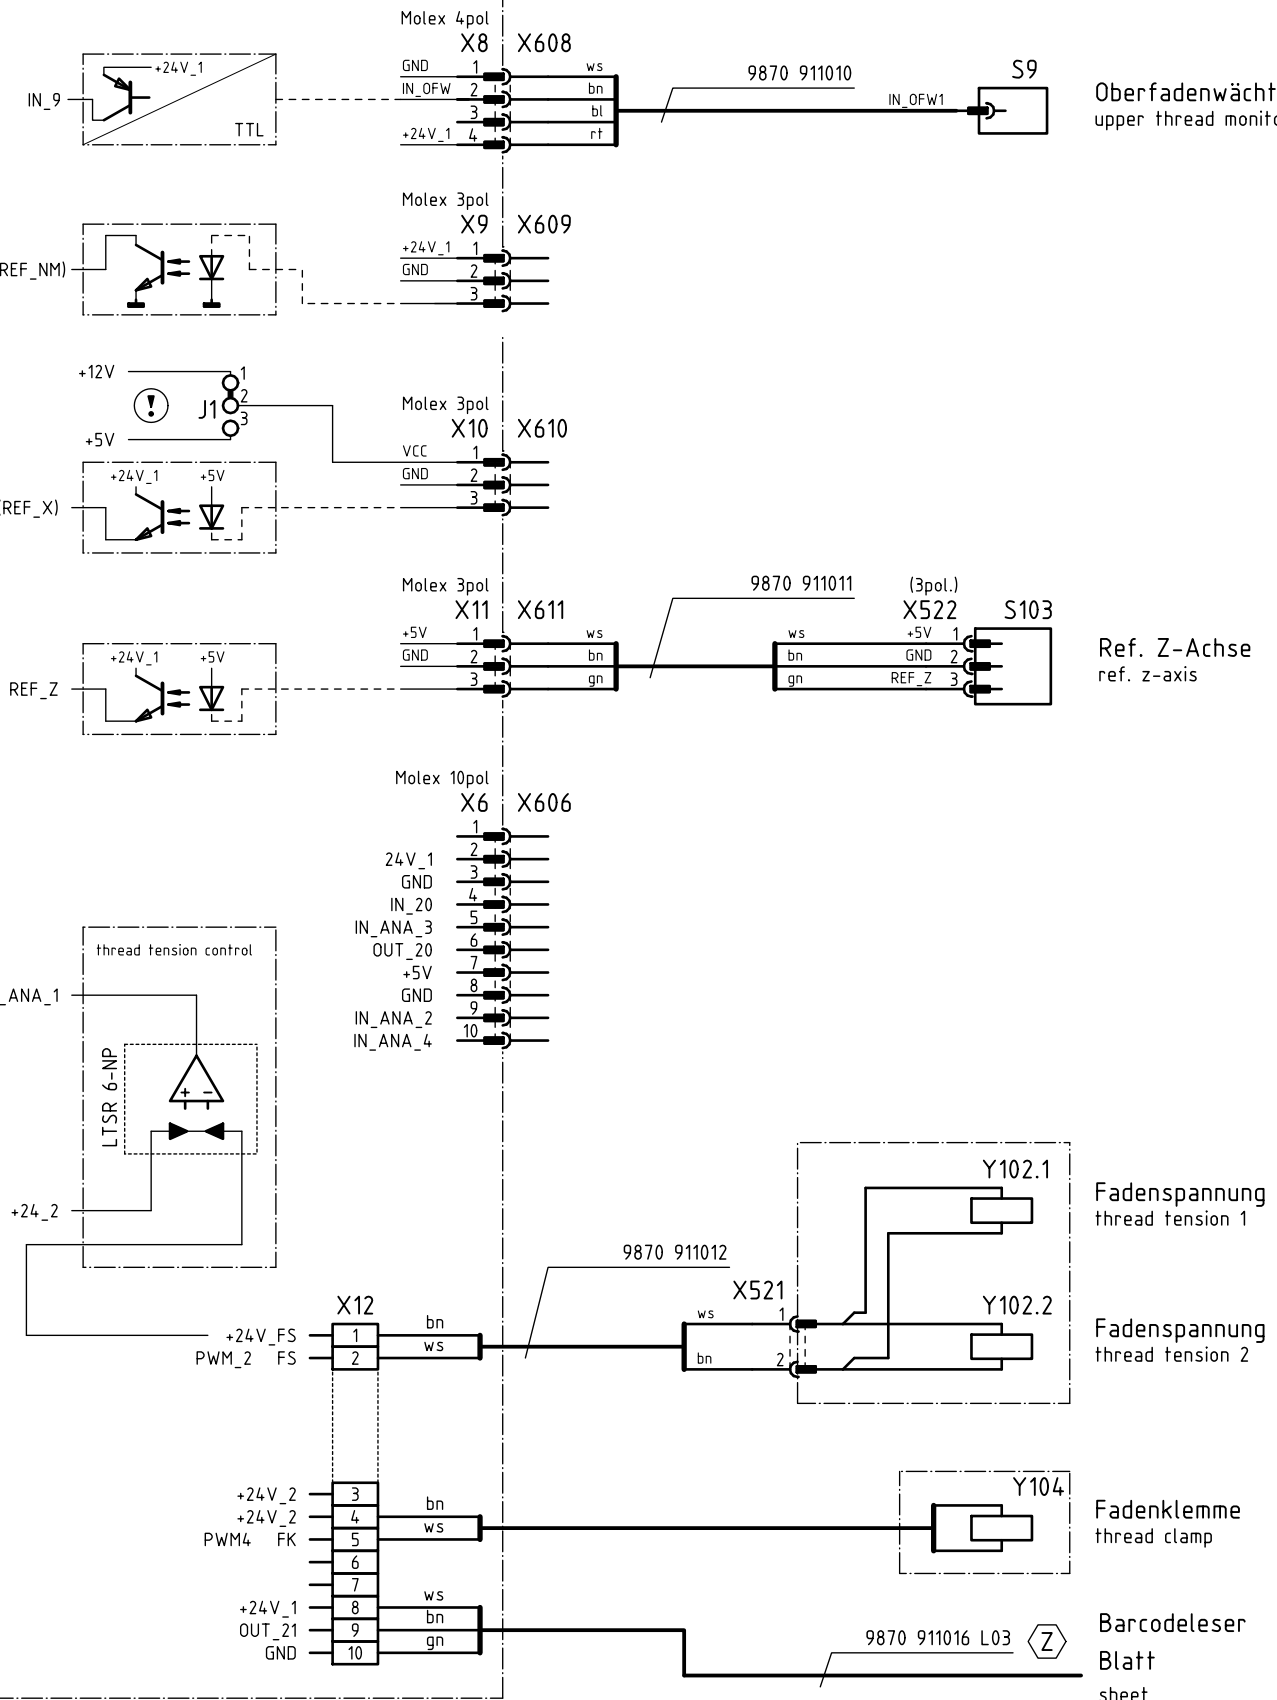 Molex 4pol
X8 X608
GND 1 ws
IN_OFW 2 bn
3 bl
+24V_1 4 rt
+24V_1
IN_9
TTL
9870 911010
IN_OFW1
S9
Oberfadenwächt
upper thread monito
Molex 3pol
X9 X609
+24V_1 1
GND 2
3
REF_NM)
+12V
1
J1 2
3
+5V
!
Molex 3pol
X10 X610
VCC 1
GND 2
3
+24V_1 +5V
REF_X)
Molex 3pol
X11 X611
+5V 1 ws
GND 2 bn
3 gn
+24V_1 +5V
REF_Z
9870 911011
(3pol.)
X522 S103
ws +5V 1
bn GND 2
gn REF_Z 3
Ref. Z-Achse
ref. z-axis
Molex 10pol
X6 X606
1
24V_1 2
GND 3
IN_20 4
IN_ANA_3 5
OUT_20 6
+5V 7
GND 8
IN_ANA_2 9
IN_ANA_4 10
thread tension control
_ANA_1
LTSR 6-NP
+ -
+24_2
X12
+24V_FS 1 bn
PWM_2 FS 2 ws
9870 911012
X521
ws 1
bn 2
Y102.1
Fadenspannung
thread tension 1
Y102.2
Fadenspannung
thread tension 2
+24V_2 3
+24V_2 4 bn
PWM4 FK 5 ws
6
7
+24V_1 8 ws
OUT_21 9 bn
GND 10 gn
Y104
Fadenklemme
thread clamp
9870 911016 L03 Z
Barcodeleser
Blatt
sheet